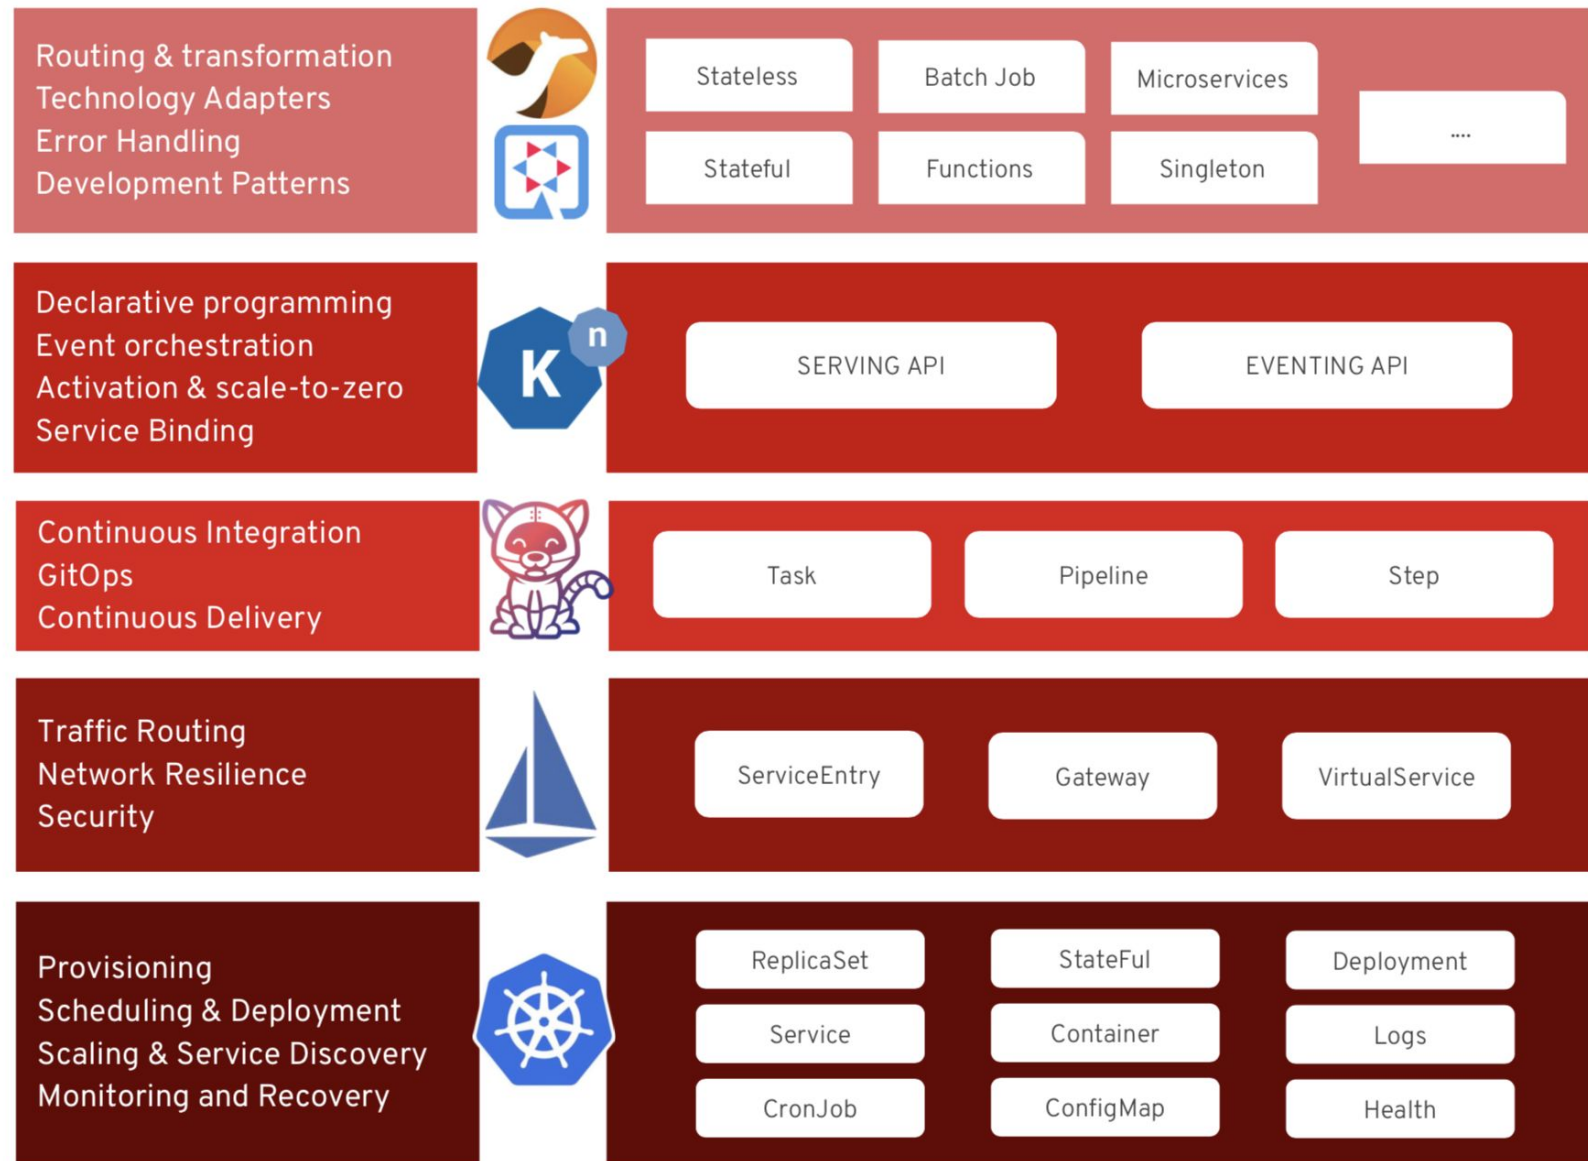 Routing & transformation
Technology Adapters
Error Handling
Development Patterns
Stateless
Batch Job
Microservices
....
Stateful
Functions
Singleton
Declarative programming
Event orchestration
Activation & scale-to-zero
Service Binding
K
n
SERVING API
EVENTING API
Continuous Integration
GitOps
Continuous Delivery
Task
Pipeline
Step
Traffic Routing
Network Resilience
Security
ServiceEntry
Gateway
VirtualService
Provisioning
Scheduling & Deployment
Scaling & Service Discovery
Monitoring and Recovery
ReplicaSet
StateFul
Deployment
Service
Container
Logs
CronJob
ConfigMap
Health